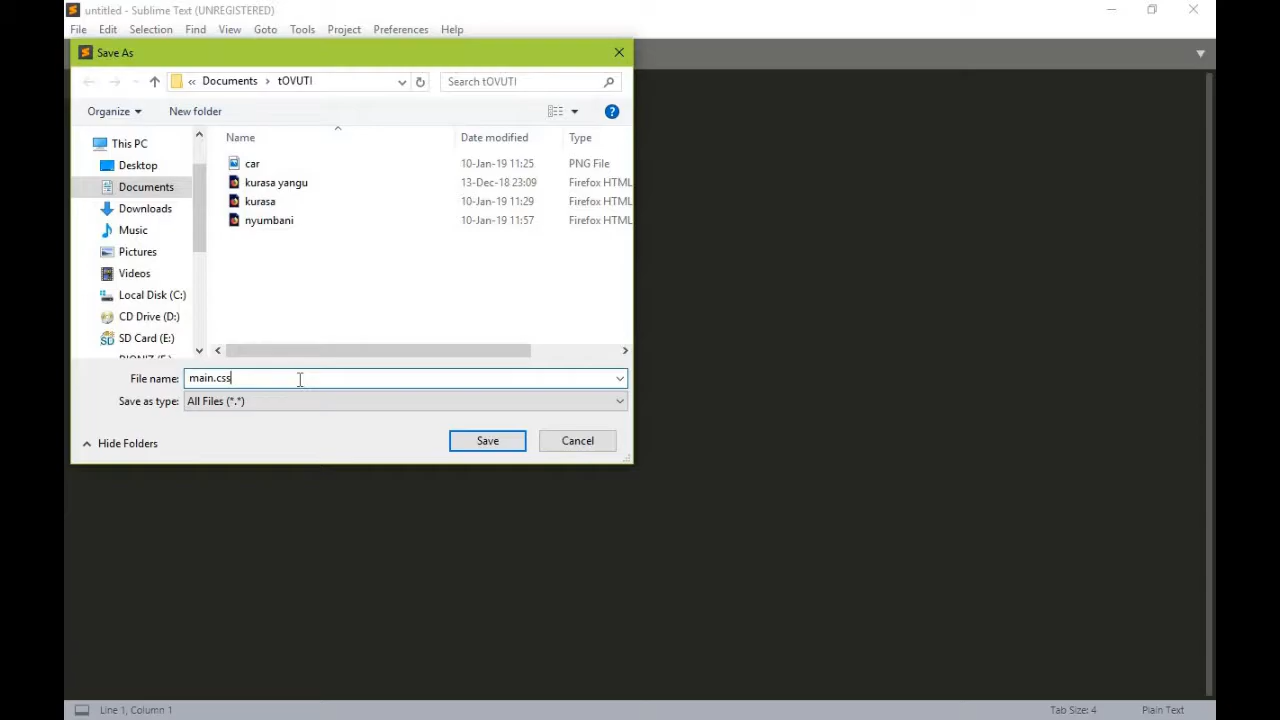 untitled - Sublime Text (UNREGISTERED)
File Edit Selection Find View Goto Tools Project Preferences Help
Save As
« Documents › tOVUTI
Search tOVUTI
Organize New folder
This PC
Desktop
Documents
Downloads
Music
Pictures
Videos
Local Disk (C:)
CD Drive (D:)
SD Card (E:)
Name Date modified Type
car 10-Jan-19 11:25 PNG File
kurasa yangu 13-Dec-18 23:09 Firefox HTML
kurasa 10-Jan-19 11:29 Firefox HTML
nyumbani 10-Jan-19 11:57 Firefox HTML
File name: main.css
Save as type: All Files (*.*)
Hide Folders
Save Cancel
Line 1, Column 1
Tab Size: 4 Plain Text